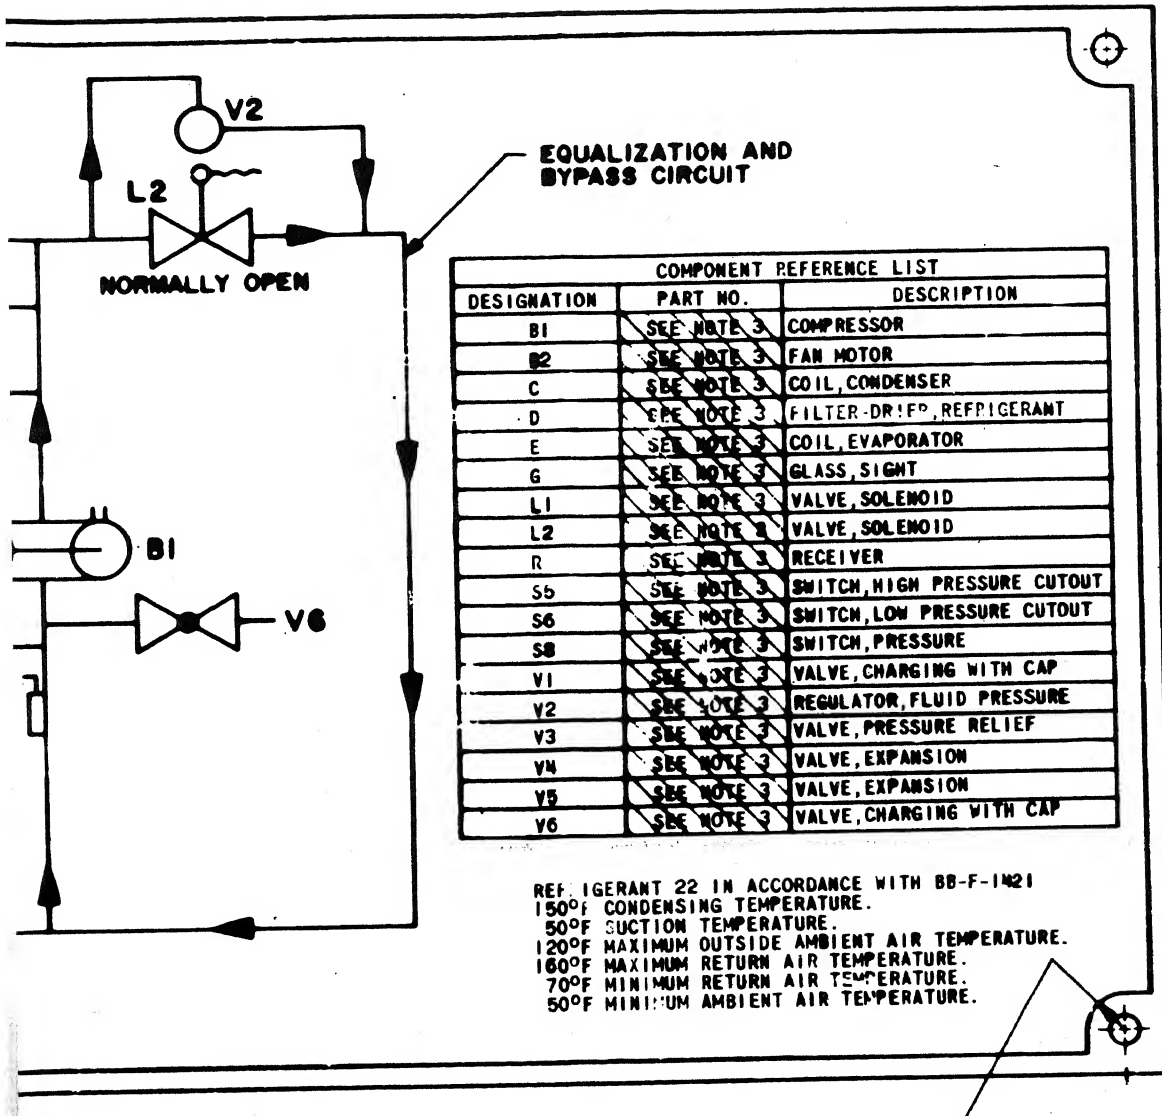 V2
EQUALIZATION AND
BYPASS CIRCUIT
L2
NORMALLY OPEN
COMPONENT REFERENCE LIST
DESIGNATION PART NO. DESCRIPTION
B1 SEE NOTE 3 COMPRESSOR
B2 SEE NOTE 3 FAN MOTOR
C SEE NOTE 3 COIL, CONDENSER
D SEE NOTE 3 FILTER-DRIER, REFRIGERANT
E SEE NOTE 3 COIL, EVAPORATOR
G SEE NOTE 3 GLASS, SIGHT
L1 SEE NOTE 3 VALVE, SOLENOID
L2 SEE NOTE 3 VALVE, SOLENOID
R SEE NOTE 3 RECEIVER
S5 SEE NOTE 3 SWITCH, HIGH PRESSURE CUTOUT
S6 SEE NOTE 3 SWITCH, LOW PRESSURE CUTOUT
S8 SEE NOTE 3 SWITCH, PRESSURE
V1 SEE NOTE 3 VALVE, CHARGING WITH CAP
V2 SEE NOTE 3 REGULATOR, FLUID PRESSURE
V3 SEE NOTE 3 VALVE, PRESSURE RELIEF
V4 SEE NOTE 3 VALVE, EXPANSION
V5 SEE NOTE 3 VALVE, EXPANSION
V6 SEE NOTE 3 VALVE, CHARGING WITH CAP
B1
V6
REFRIGERANT 22 IN ACCORDANCE WITH BB-F-1421
150°F CONDENSING TEMPERATURE.
50°F SUCTION TEMPERATURE.
120°F MAXIMUM OUTSIDE AMBIENT AIR TEMPERATURE.
160°F MAXIMUM RETURN AIR TEMPERATURE.
70°F MINIMUM RETURN AIR TEMPERATURE.
50°F MINIMUM AMBIENT AIR TEMPERATURE.